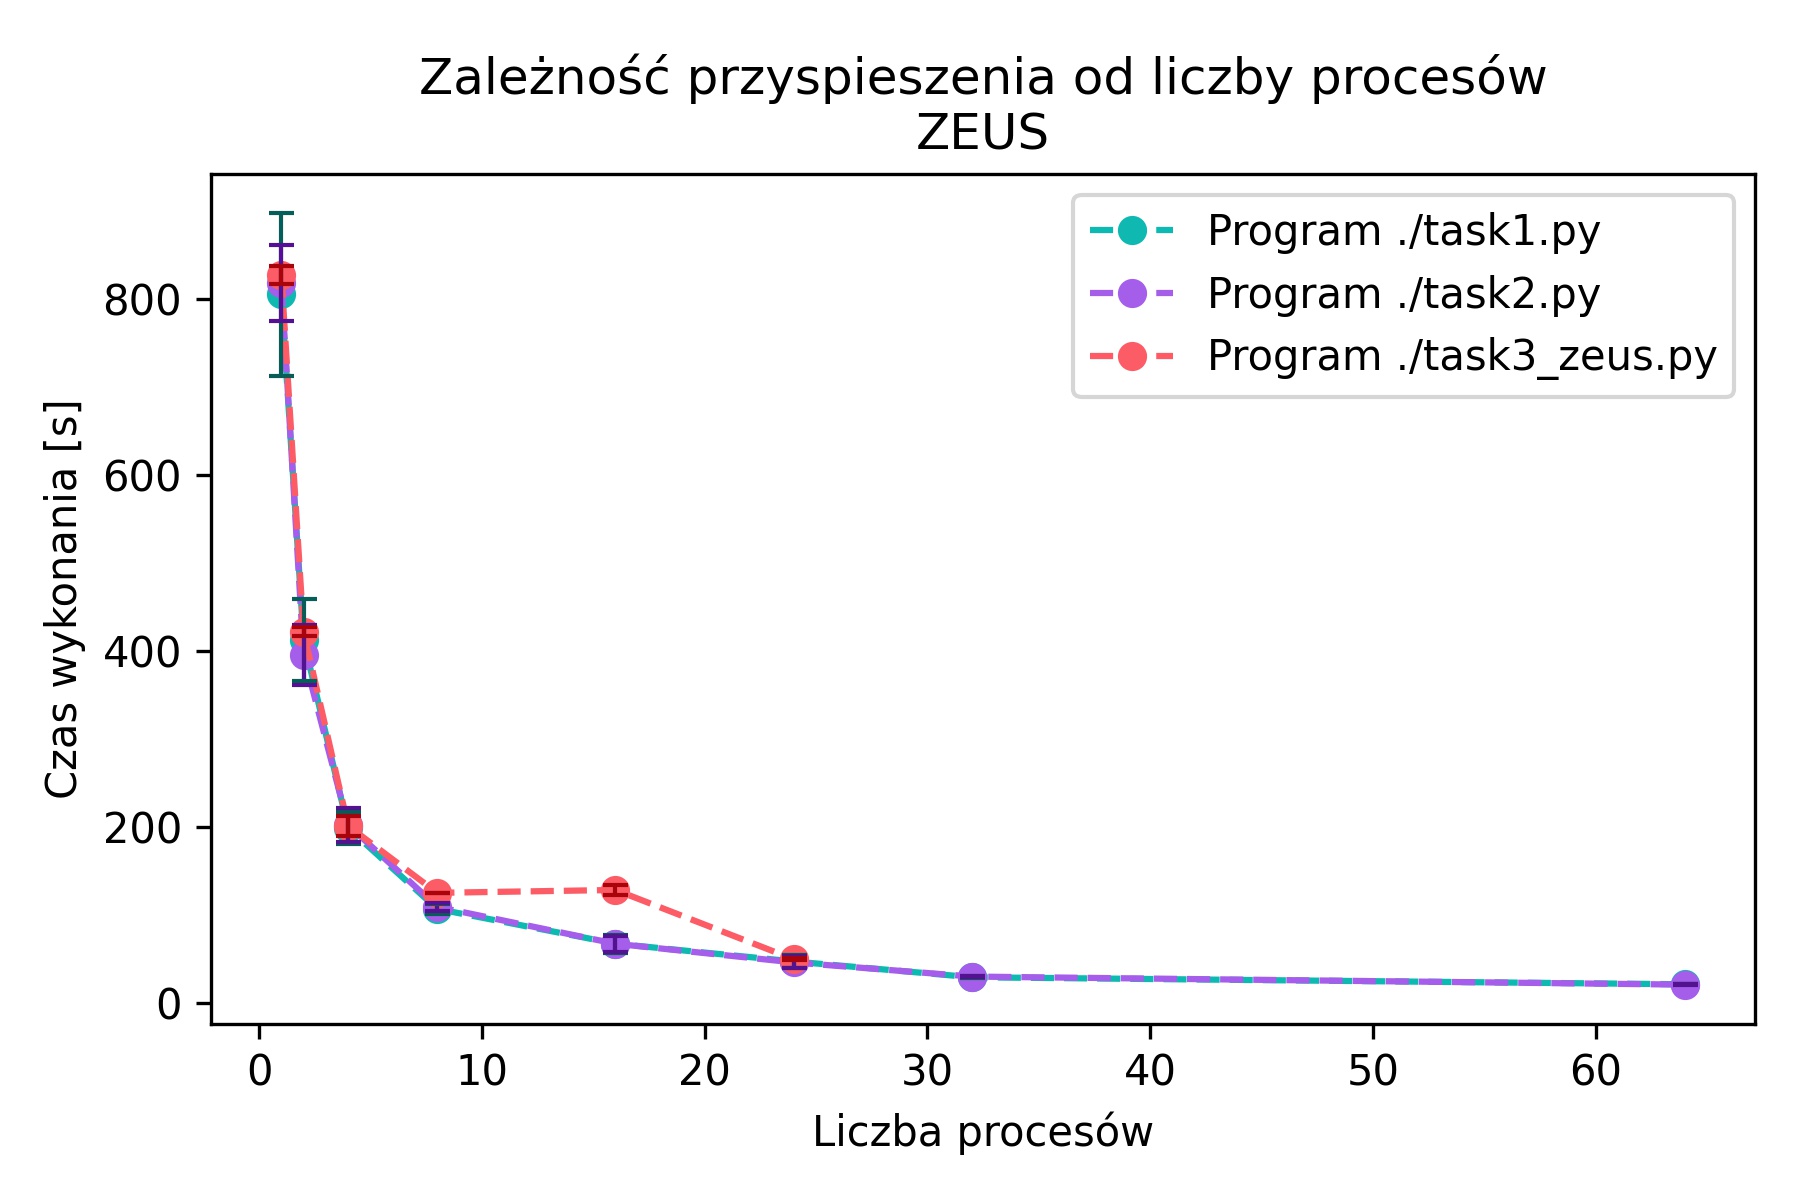 Zależność przyspieszenia od liczby procesów
ZEUS
Program ./task1.py
Program ./task2.py
Program ./task3_zeus.py
Czas wykonania [s]
800
600
400
200
0
0 10 20 30 40 50 60
Liczba procesów